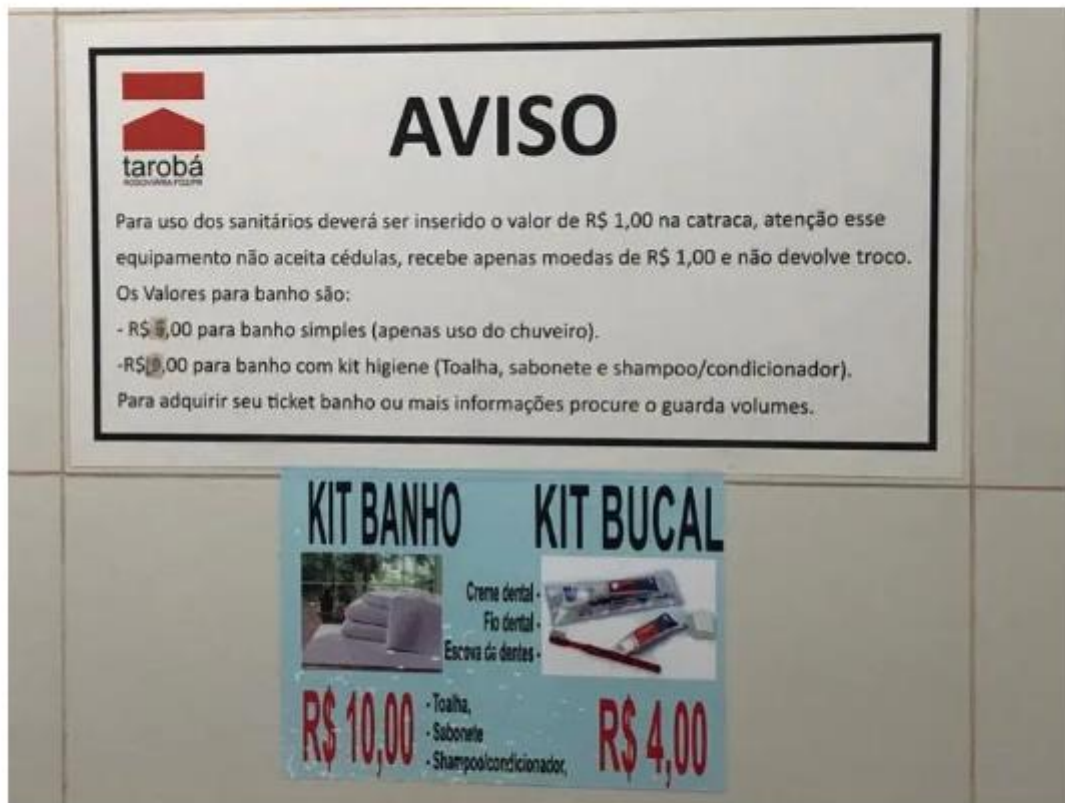 tarobá
RODOVIÁRIA FOZ/PR
AVISO
Para uso dos sanitários deverá ser inserido o valor de R$ 1,00 na catraca, atenção esse
equipamento não aceita cédulas, recebe apenas moedas de R$ 1,00 e não devolve troco.
Os Valores para banho são:
- R$ ,00 para banho simples (apenas uso do chuveiro).
-R$ ,00 para banho com kit higiene (Toalha, sabonete e shampoo/condicionador).
Para adquirir seu ticket banho ou mais informações procure o guarda volumes.
KIT BANHO
R$ 10,00
- Toalha,
- Sabonete
- Shampoo/condicionador,
KIT BUCAL
Creme dental -
Fio dental -
Escova de dentes -
R$ 4,00